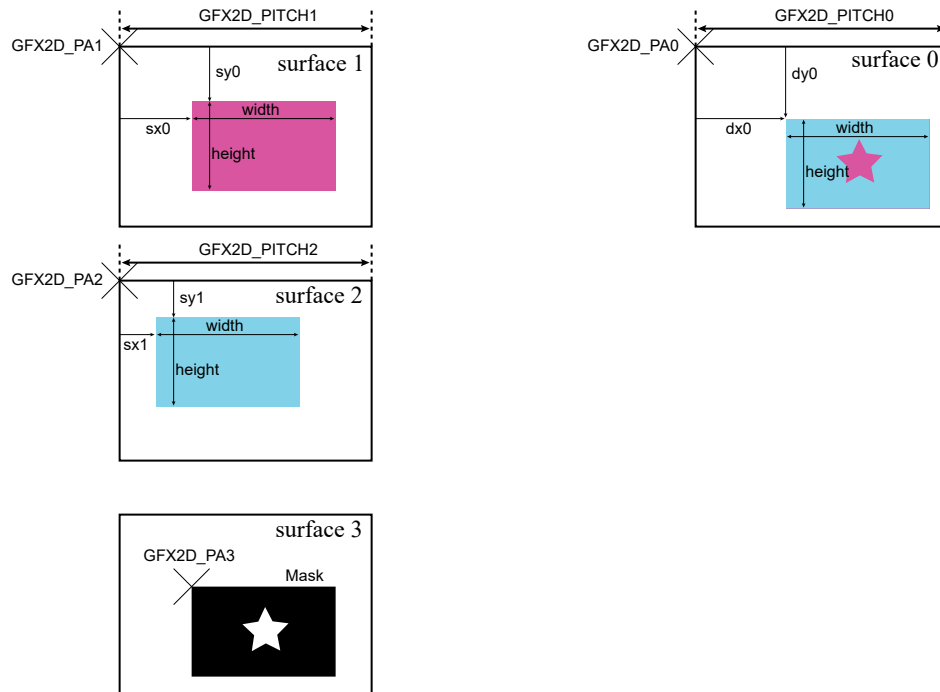 GFX2D_PITCH1
GFX2D_PA1
surface 1
sy0
sx0
width
height
GFX2D_PITCH0
GFX2D_PA0
surface 0
dy0
dx0
width
height
GFX2D_PITCH2
GFX2D_PA2
surface 2
sy1
sx1
width
height
surface 3
GFX2D_PA3
Mask